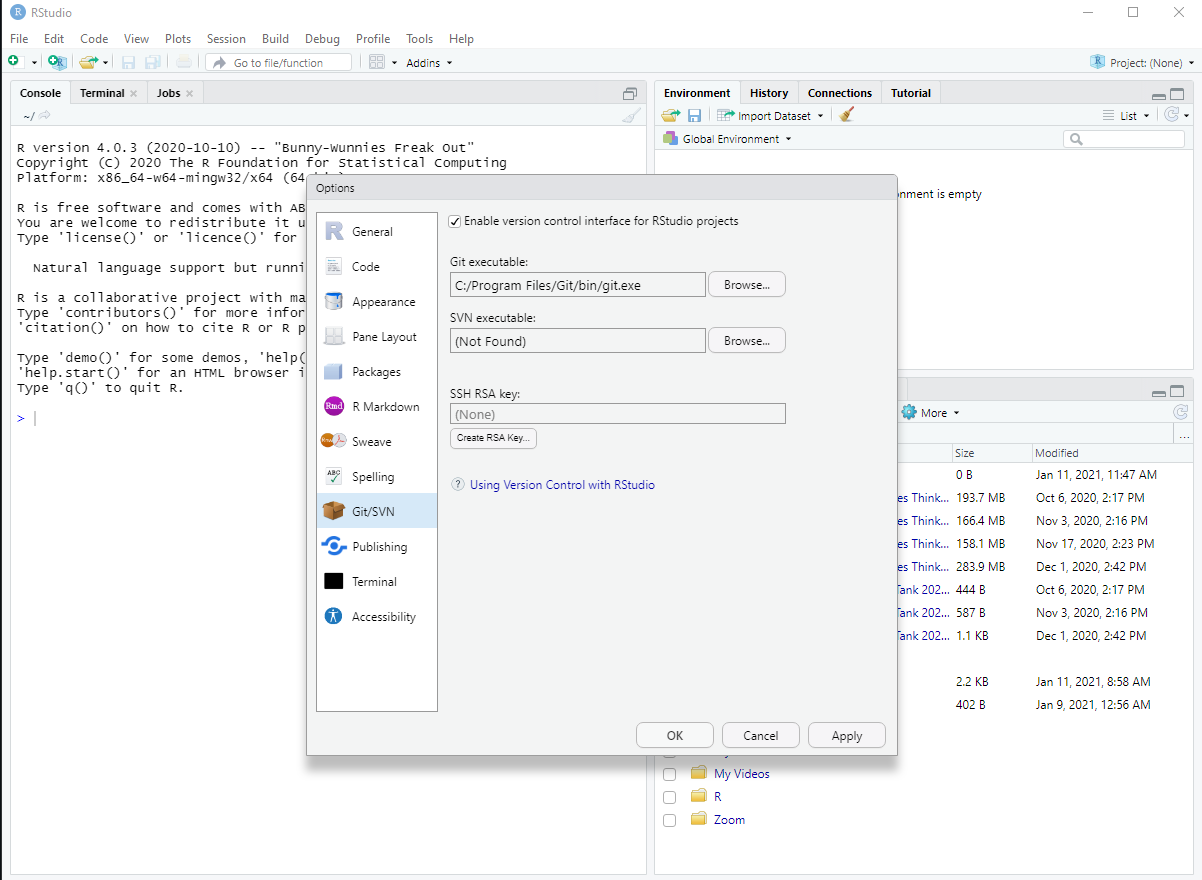 RStudio
File Edit Code View Plots Session Build Debug Profile Tools Help
Go to file/function
Addins
Project: (None)
Console Terminal Jobs
~/
R version 4.0.3 (2020-10-10) -- "Bunny-Wunnies Freak Out"
Copyright (C) 2020 The R Foundation for Statistical Computing
Platform: x86_64-w64-mingw32/x64 (64
R is free software and comes with AB
You are welcome to redistribute it u
Type 'license()' or 'licence()' for
Natural language support but runni
R is a collaborative project with ma
Type 'contributors()' for more infor
'citation()' on how to cite R or R p
Type 'demo()' for some demos, 'help(
'help.start()' for an HTML browser i
Type 'q()' to quit R.
>
Environment History Connections Tutorial
Import Dataset
List
Global Environment
nment is empty
Options
General
Code
Appearance
Pane Layout
Packages
Rmd R Markdown
Sweave
ABC Spelling
Git/SVN
Publishing
Terminal
Accessibility
Enable version control interface for RStudio projects
Git executable:
C:/Program Files/Git/bin/git.exe Browse...
SVN executable:
(Not Found) Browse...
SSH RSA key:
(None)
Create RSA Key...
? Using Version Control with RStudio
OK Cancel Apply
More
...
Size Modified
0 B Jan 11, 2021, 11:47 AM
es Think... 193.7 MB Oct 6, 2020, 2:17 PM
es Think... 166.4 MB Nov 3, 2020, 2:16 PM
es Think... 158.1 MB Nov 17, 2020, 2:23 PM
es Think... 283.9 MB Dec 1, 2020, 2:42 PM
Tank 202... 444 B Oct 6, 2020, 2:17 PM
Tank 202... 587 B Nov 3, 2020, 2:16 PM
Tank 202... 1.1 KB Dec 1, 2020, 2:42 PM
2.2 KB Jan 11, 2021, 8:58 AM
402 B Jan 9, 2021, 12:56 AM
My Videos
R
Zoom